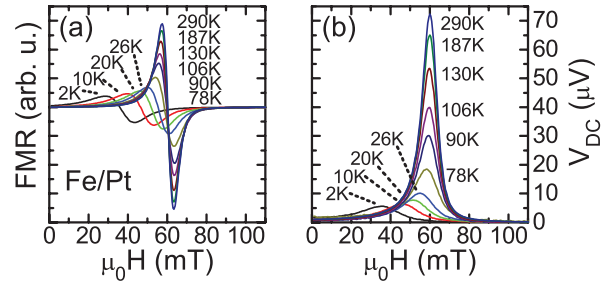 (a)
290K
187K
130K
106K
90K
78K
26K
20K
10K
2K
Fe/Pt
FMR (arb. u.)
0 20 40 60 80 100
μ₀H (mT)
(b)
290K
187K
130K
106K
90K
78K
26K
20K
10K
2K
70
60
50
40
30
20
10
0
V_DC (μV)
0 20 40 60 80 100
μ₀H (mT)